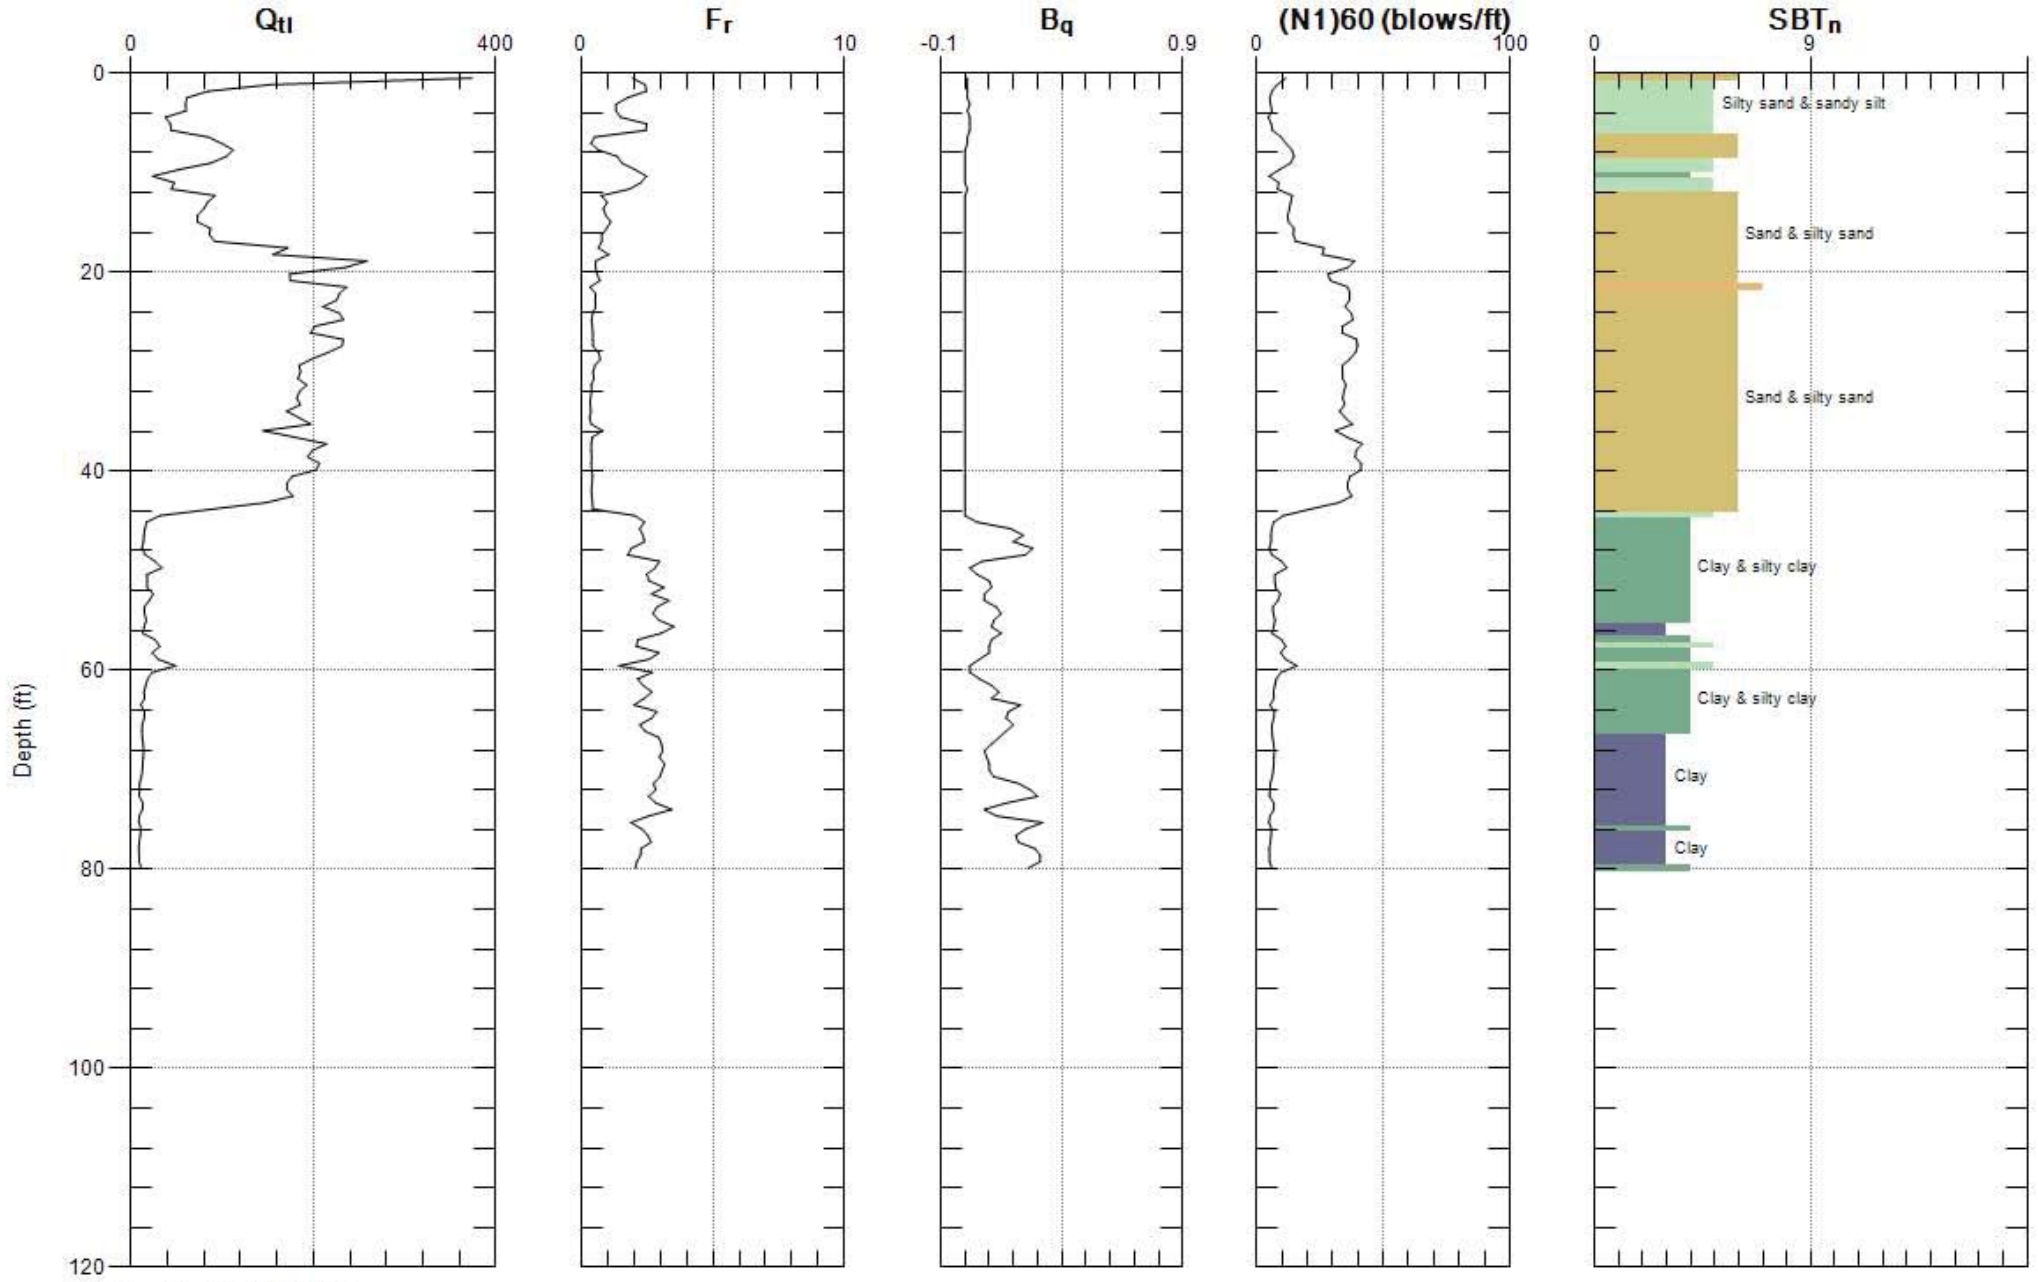 Qtl Fr Bq (N1)60 (blows/ft) SBTn
0 400 0 10 -0.1 0.9 0 100 0 9
0
Silty sand & sandy silt
Sand & silty sand
20
Sand & silty sand
40
Clay & silty clay
60
Clay & silty clay
Depth (ft)
Clay
Clay
80
100
120